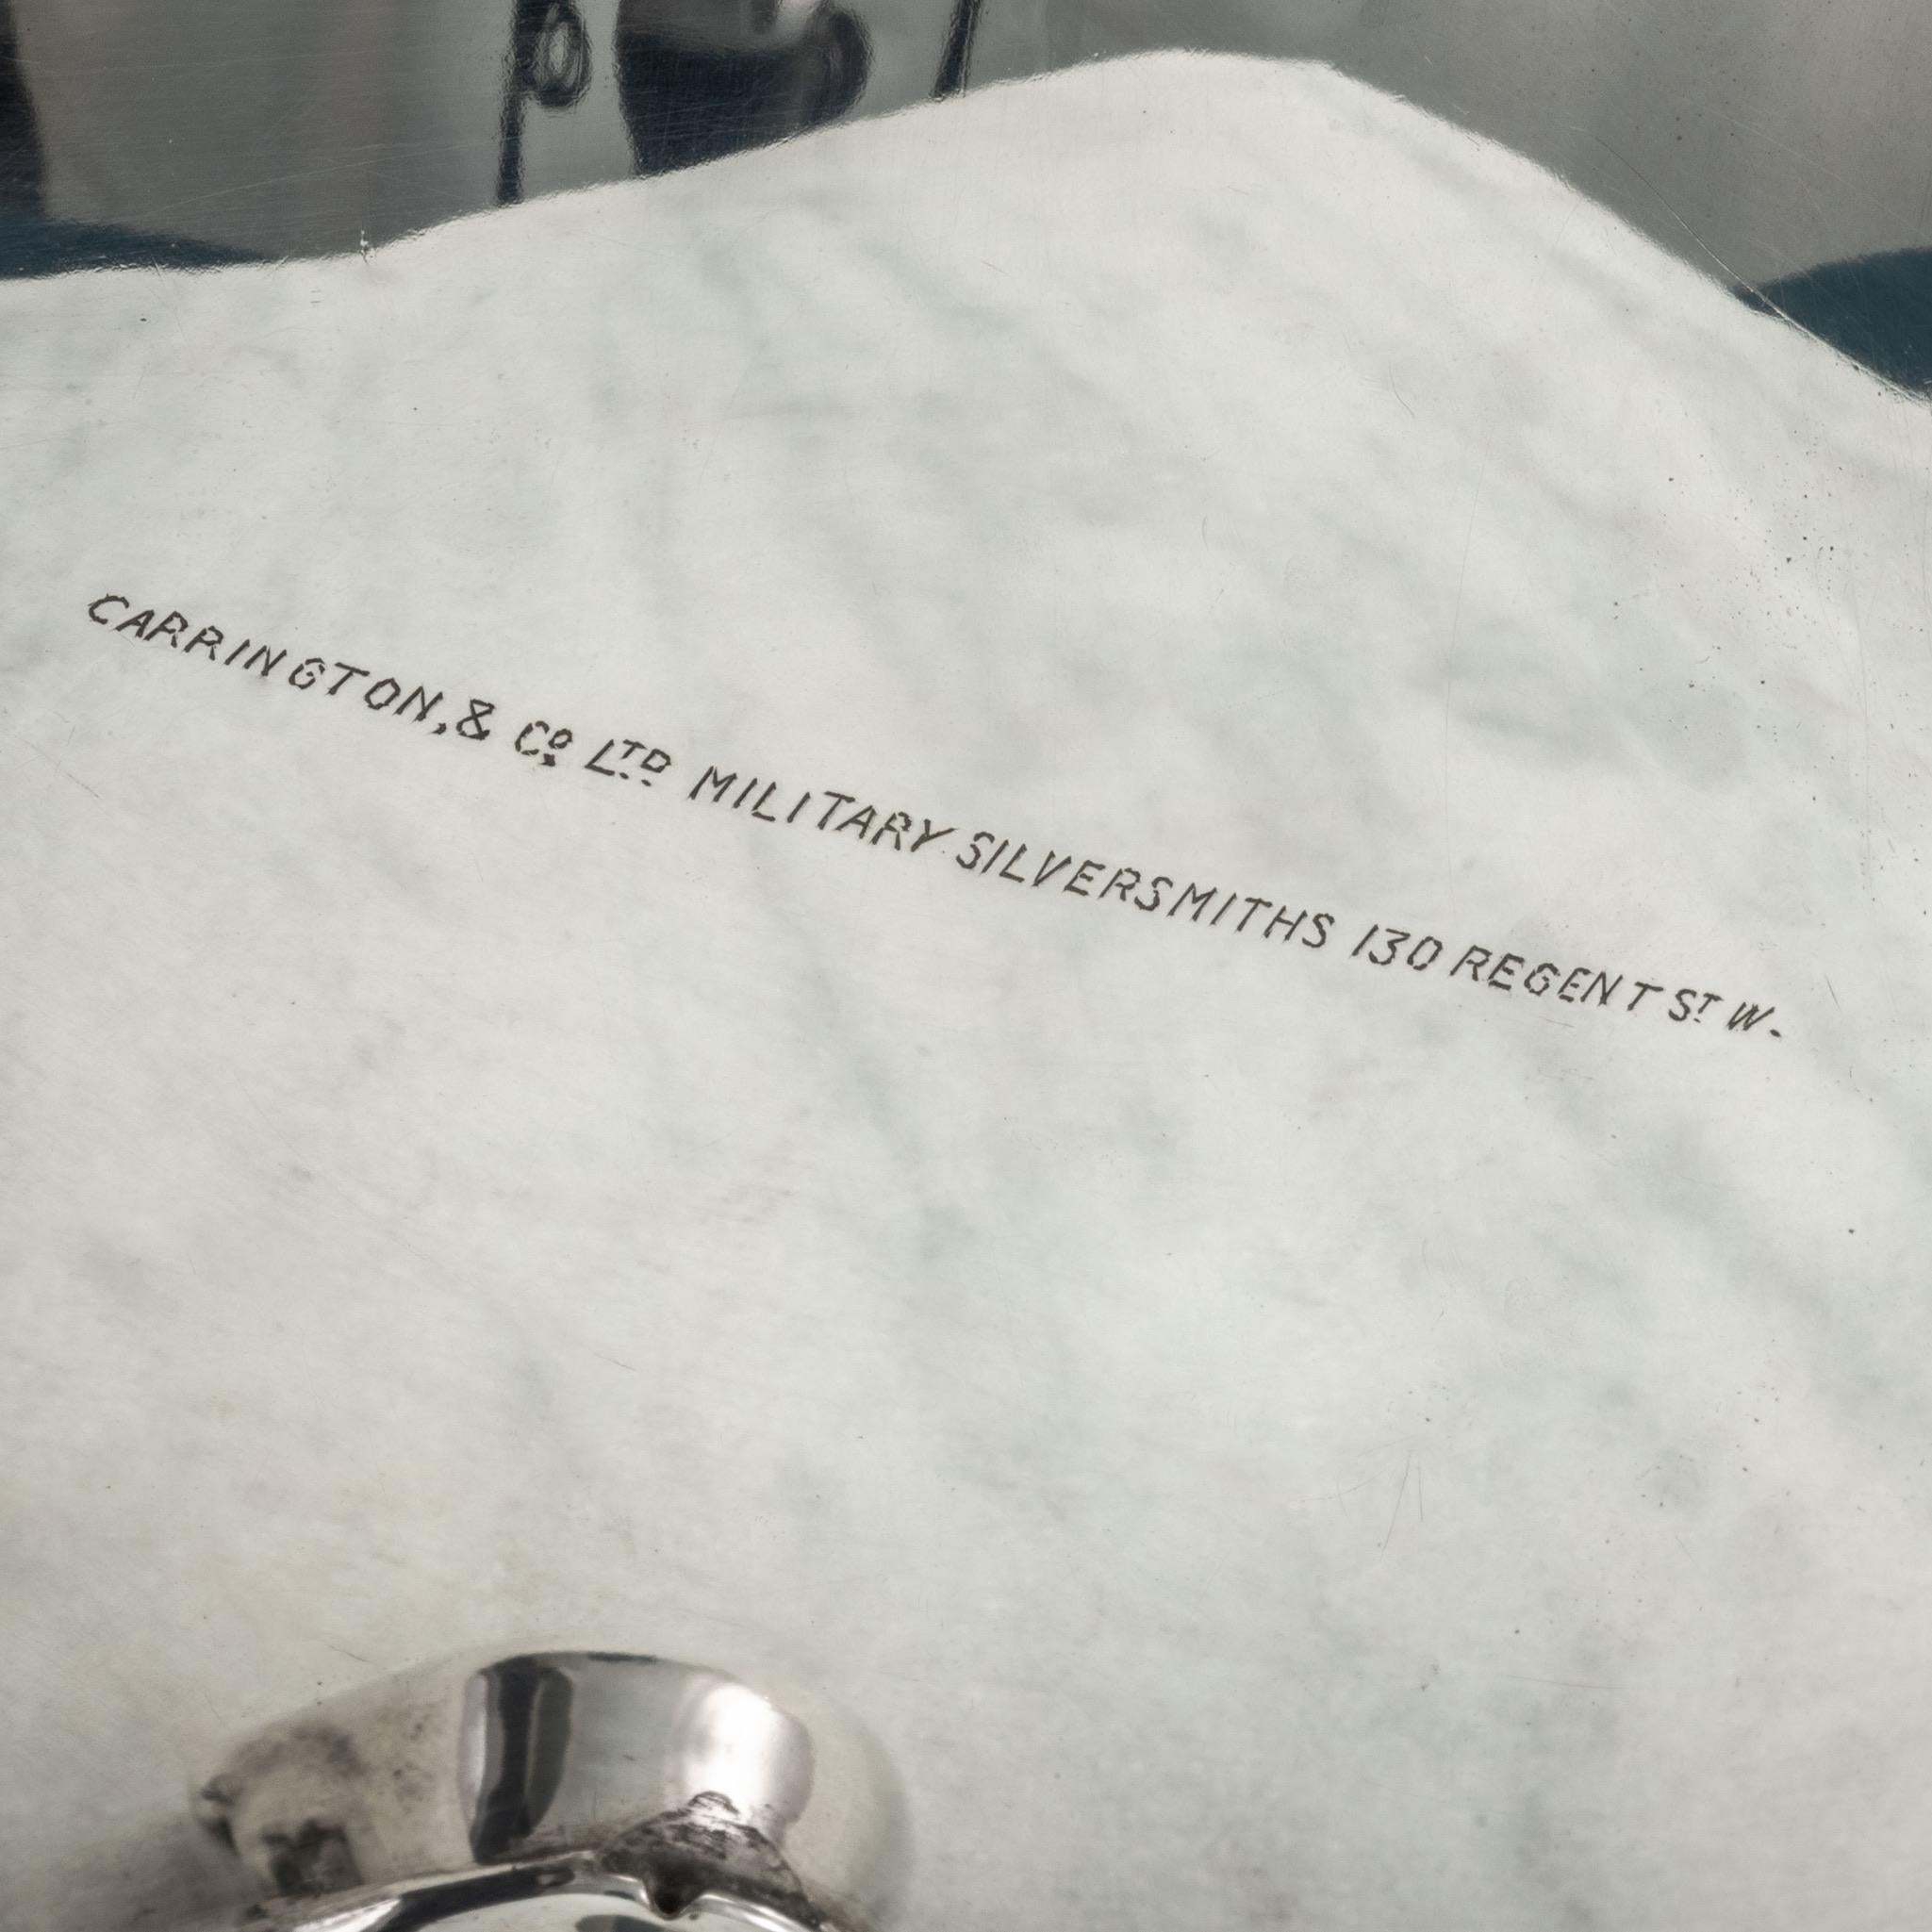 CARRINGTON, & Co LTD MILITARY SILVERSMITHS 130 REGENT ST W.